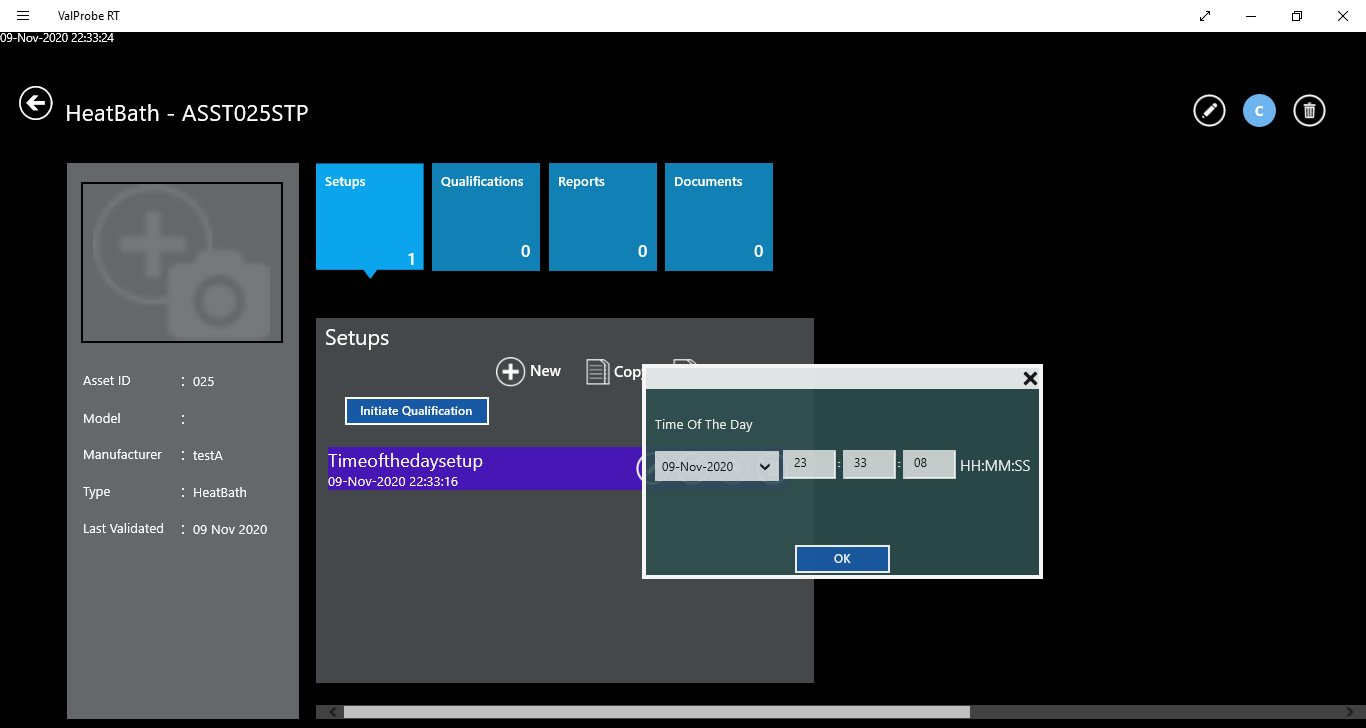 ValProbe RT
09-Nov-2020 22:33:24
HeatBath - ASST025STP
C
Setups
1
Qualifications
0
Reports
0
Documents
0
Asset ID : 025
Model :
Manufacturer : testA
Type : HeatBath
Last Validated : 09 Nov 2020
Setups
New
Copy
Initiate Qualification
Timeofthedaysetup
09-Nov-2020 22:33:16
Time Of The Day
09-Nov-2020 23 : 33 : 08 HH:MM:SS
OK